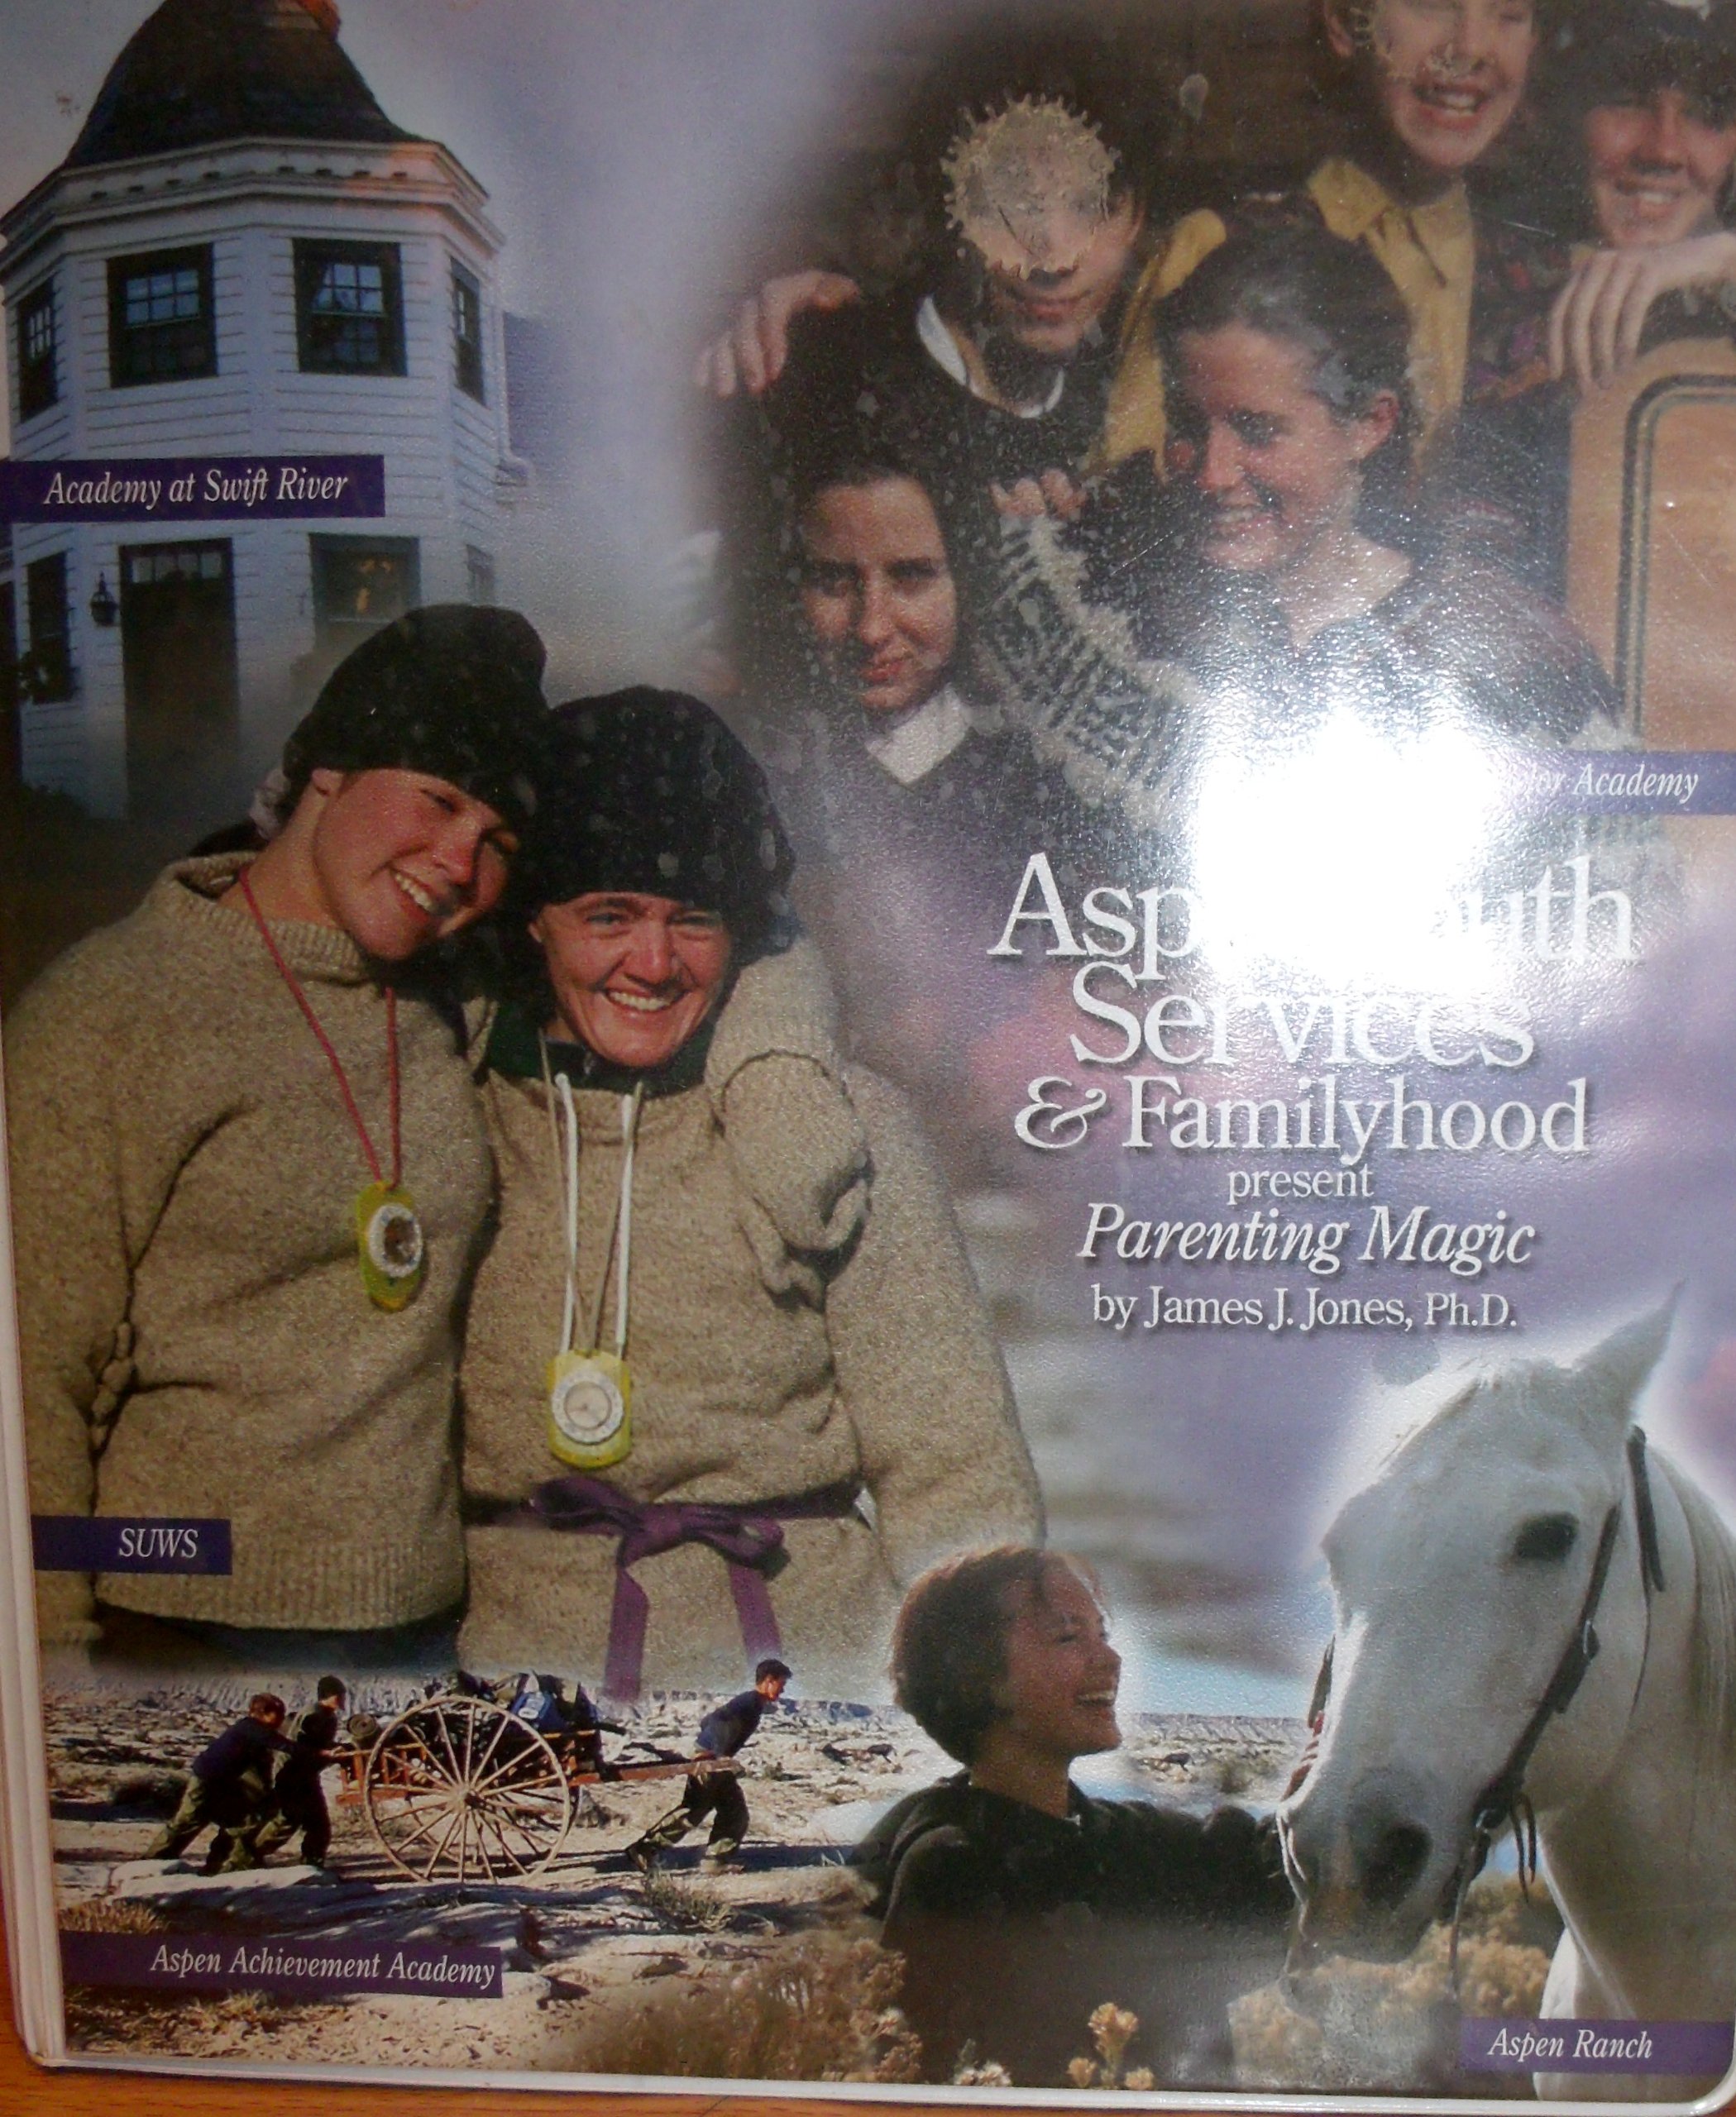 Academy at Swift River
Academy
Services
& Familyhood
present
Parenting Magic
by James J. Jones, Ph.D.
SUWS
Aspen Achievement Academy
Aspen Ranch